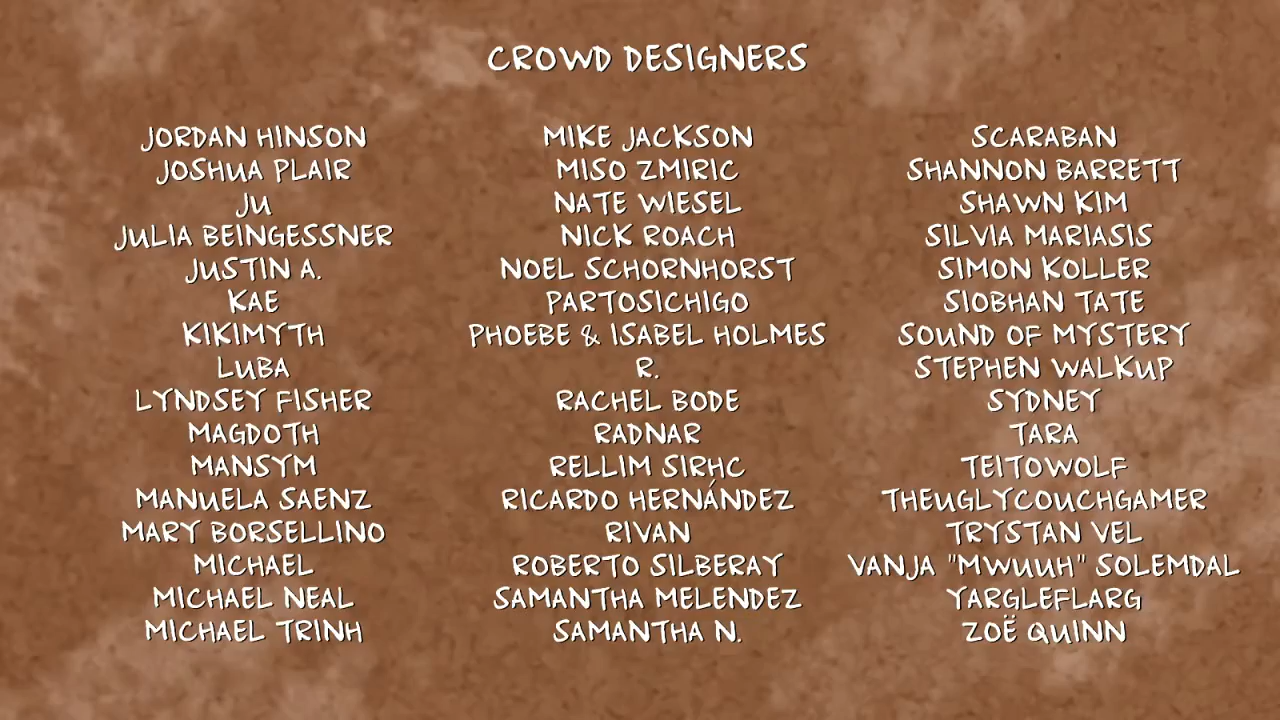 CROWD DESIGNERS
JORDAN HINSON
JOSHUA PLAIR
JU
JULIA BEINGESSNER
JUSTIN A.
KAE
KIKIMYTH
LUBA
LYNDSEY FISHER
MAGDOTH
MANSYM
MANUELA SAENZ
MARY BORSELLINO
MICHAEL
MICHAEL NEAL
MICHAEL TRINH
MIKE JACKSON
MISO ZMIRIC
NATE WIESEL
NICK ROACH
NOEL SCHORNHORST
PARTOSICHIGO
PHOEBE & ISABEL HOLMES
R.
RACHEL BODE
RADNAR
RELLIM SIRHC
RICARDO HERNÁNDEZ
RIVAN
ROBERTO SILBERAY
SAMANTHA MELENDEZ
SAMANTHA N.
SCARABAN
SHANNON BARRETT
SHAWN KIM
SILVIA MARIASIS
SIMON KOLLER
SIOBHAN TATE
SOUND OF MYSTERY
STEPHEN WALKUP
SYDNEY
TARA
TEITOWOLF
THEUGLYCOUCHGAMER
TRYSTAN VEL
VANJA "MWUUH" SOLEMDAL
YARGLEFLARG
ZOË QUINN